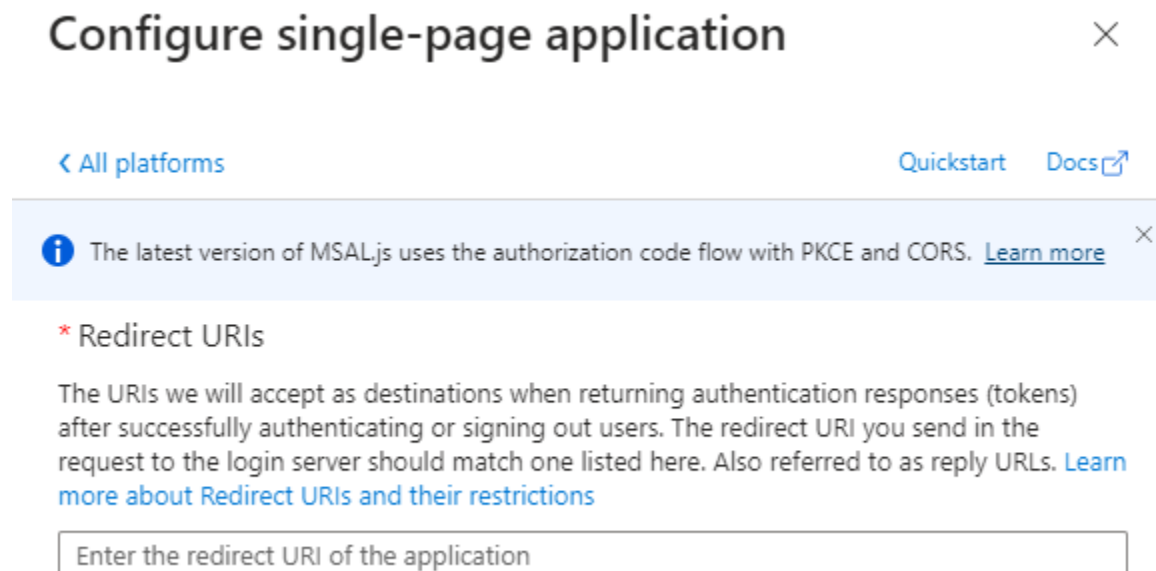 Configure single-page application
All platforms
Quickstart
Docs
The latest version of MSAL.js uses the authorization code flow with PKCE and CORS. Learn more
* Redirect URIs
The URIs we will accept as destinations when returning authentication responses (tokens)
after successfully authenticating or signing out users. The redirect URI you send in the
request to the login server should match one listed here. Also referred to as reply URLs. Learn
more about Redirect URIs and their restrictions
Enter the redirect URI of the application